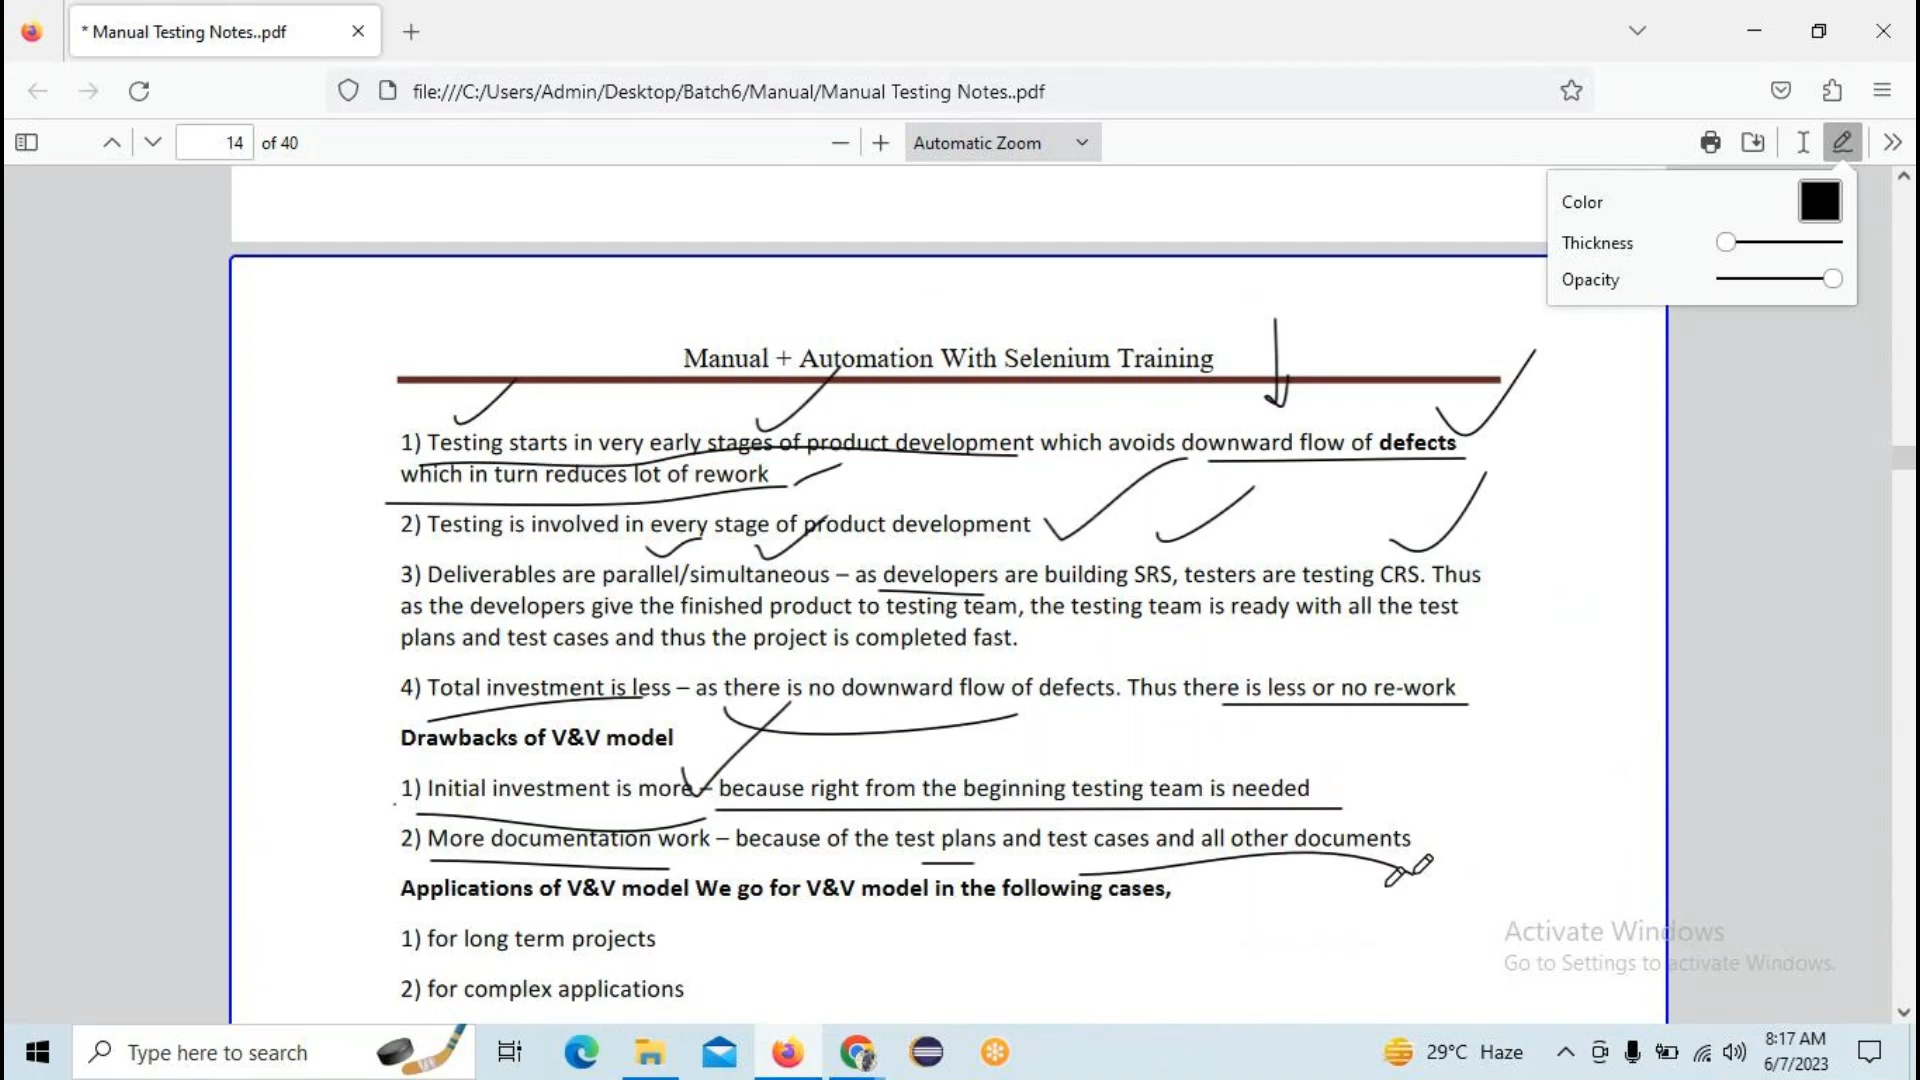 * Manual Testing Notes..pdf
file:///C:/Users/Admin/Desktop/Batch6/Manual/Manual Testing Notes..pdf
14 of 40
Automatic Zoom
Color
Thickness
Opacity
Manual + Automation With Selenium Training
1) Testing starts in very early stages of product development which avoids downward flow of defects
which in turn reduces lot of rework
2) Testing is involved in every stage of product development
3) Deliverables are parallel/simultaneous – as developers are building SRS, testers are testing CRS. Thus
as the developers give the finished product to testing team, the testing team is ready with all the test
plans and test cases and thus the project is completed fast.
4) Total investment is less – as there is no downward flow of defects. Thus there is less or no re-work
Drawbacks of V&V model
1) Initial investment is more – because right from the beginning testing team is needed
2) More documentation work – because of the test plans and test cases and all other documents
Applications of V&V model We go for V&V model in the following cases,
1) for long term projects
2) for complex applications
Activate Windows
Go to Settings to activate Windows.
Type here to search
29°C Haze
8:17 AM
6/7/2023